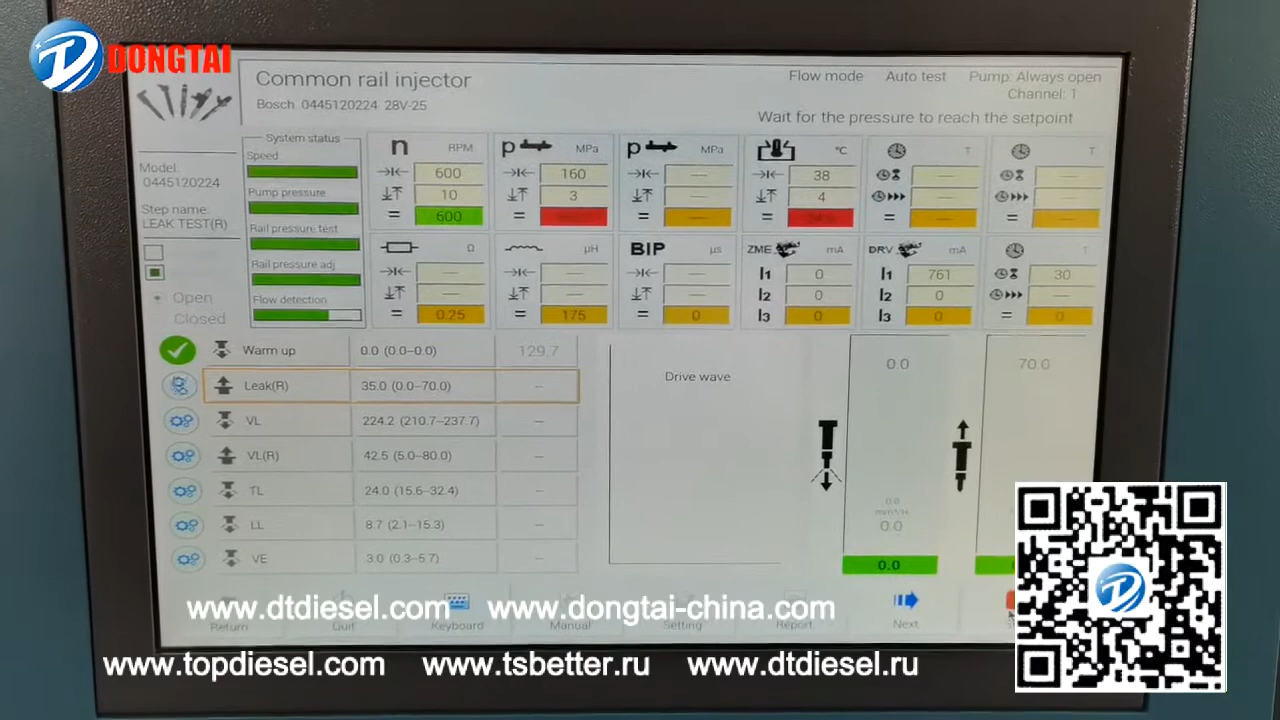 DONGTAI
Common rail injector
Bosch 0445120224 28V-25
Flow mode Auto test Pump: Always open
Channel: 1
Wait for the pressure to reach the setpoint
Model:
0445120224
Step name:
LEAK TEST(R)
Open
Closed
System status
Speed
Pump pressure
Rail pressure test
Rail pressure adj
Flow detection
n RPM
600
10
= 600
p MPa
160
3
=
p MPa
---
---
= ---
°C
38
4
=
T
---
---
= ---
T
---
---
= ---
Ω
---
---
= 0.25
µH
---
---
= 175
BIP µs
---
---
= 0
ZME mA
I1 0
I2 0
I3 0
DRV mA
I1 761
I2 0
I3 0
T
30
---
= 0
Warm up 0.0 (0.0-0.0) 129.7
Leak(R) 35.0 (0.0-70.0) --
VL 224.2 (210.7-237.7) --
VL(R) 42.5 (5.0-80.0) --
TL 24.0 (15.6-32.4) --
LL 8.7 (2.1-15.3) --
VE 3.0 (0.3-5.7) --
Drive wave
0.0
0.0
mm³/H
0.0
0.0
70.0
Return Quit Keyboard Manual Setting Report Next
www.dtdiesel.com www.dongtai-china.com
www.topdiesel.com www.tsbetter.ru www.dtdiesel.ru